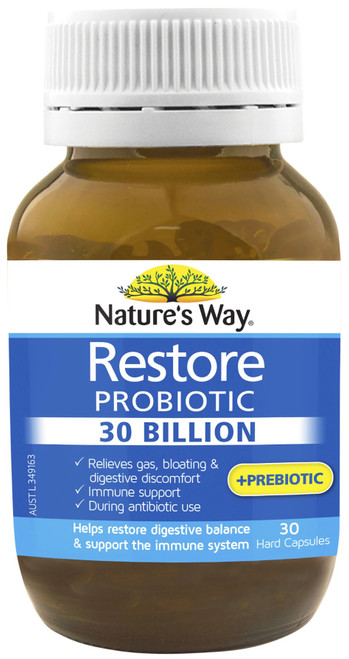 Nature's Way®
Restore
PROBIOTIC
30 BILLION
✓ Relieves gas, bloating &
digestive discomfort
✓ Immune support
✓ During antibiotic use
+PREBIOTIC
AUST L 349163
Helps restore digestive balance
& support the immune system
30
Hard Capsules